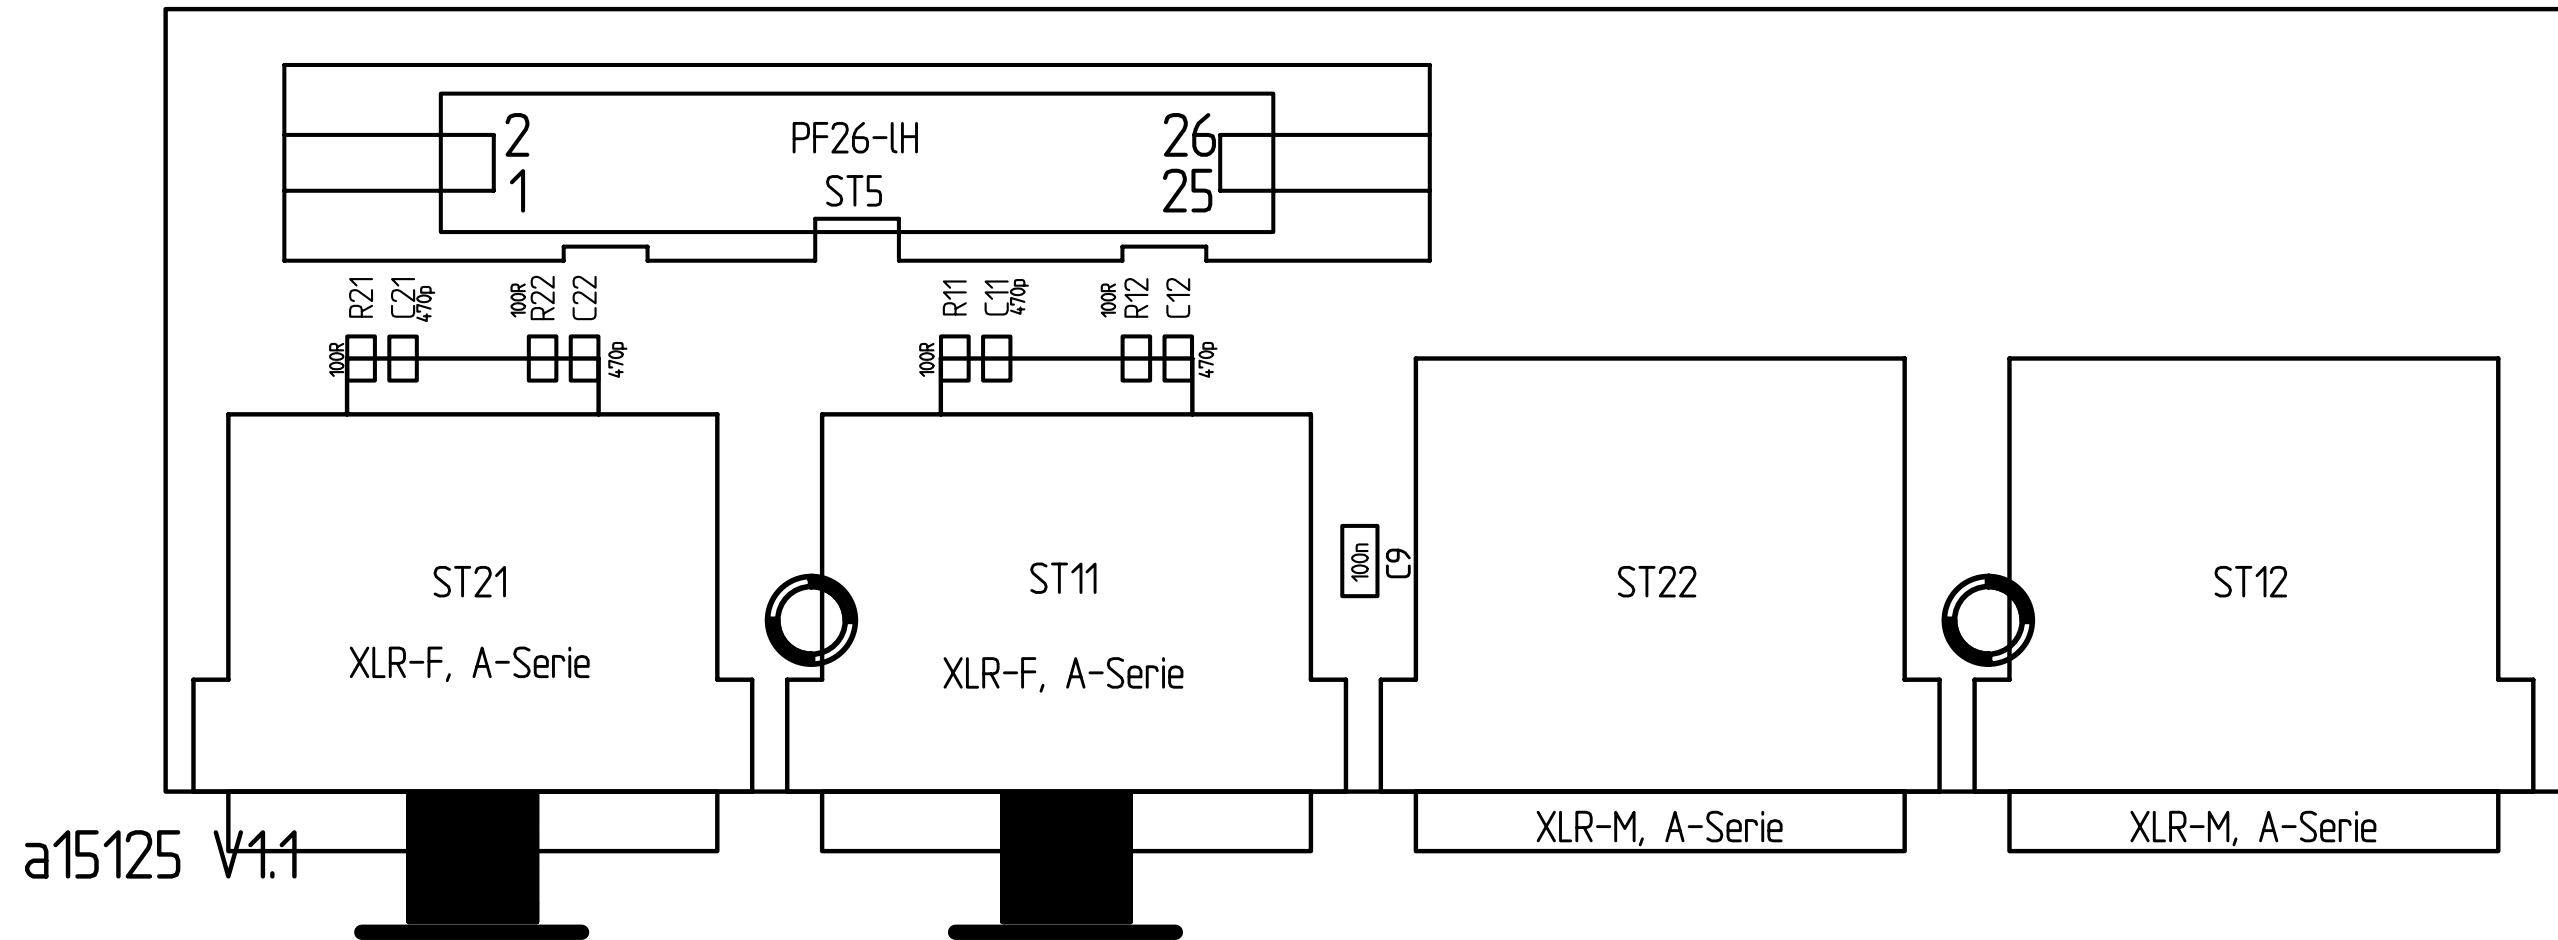 2 PF26-lH 26
1 ST5 25
R21 C21 470p 100R R22 C22 R11 C11 470p 100R R12 C12
100R 470p 100R 470p
100n C9
ST21 ST11 ST22 ST12
XLR-F, A-Serie XLR-F, A-Serie
XLR-M, A-Serie XLR-M, A-Serie
a15125 V1.1